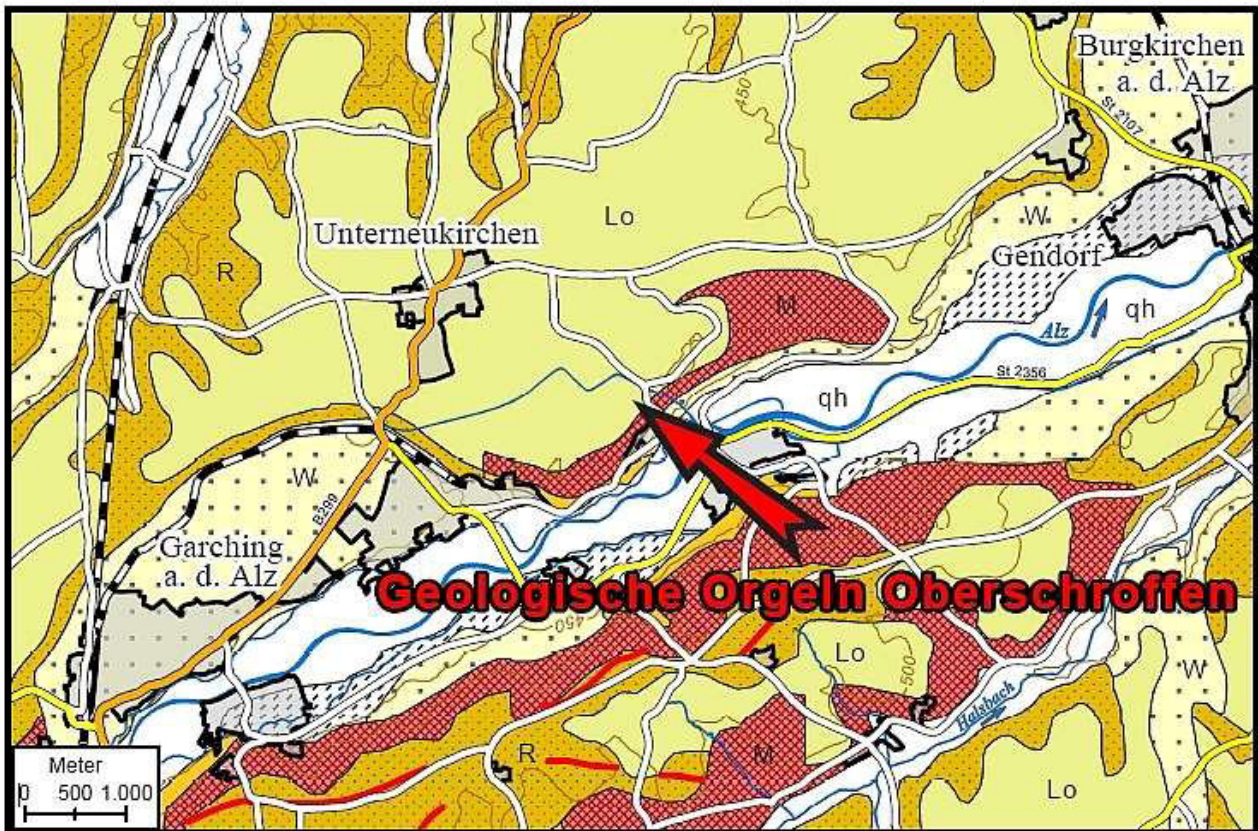 Burgkirchen
a. d. Alz
St 2107
450
Lo
W
Unterneukirchen
Gendorf
R
M
qh
Alz
St 2356
qh
W
B299
Garching
a. d. Alz
Geologische Orgeln Oberschroffen
450
Lo
W
500
Halsbach
Meter
0 500 1.000
R
M
Lo